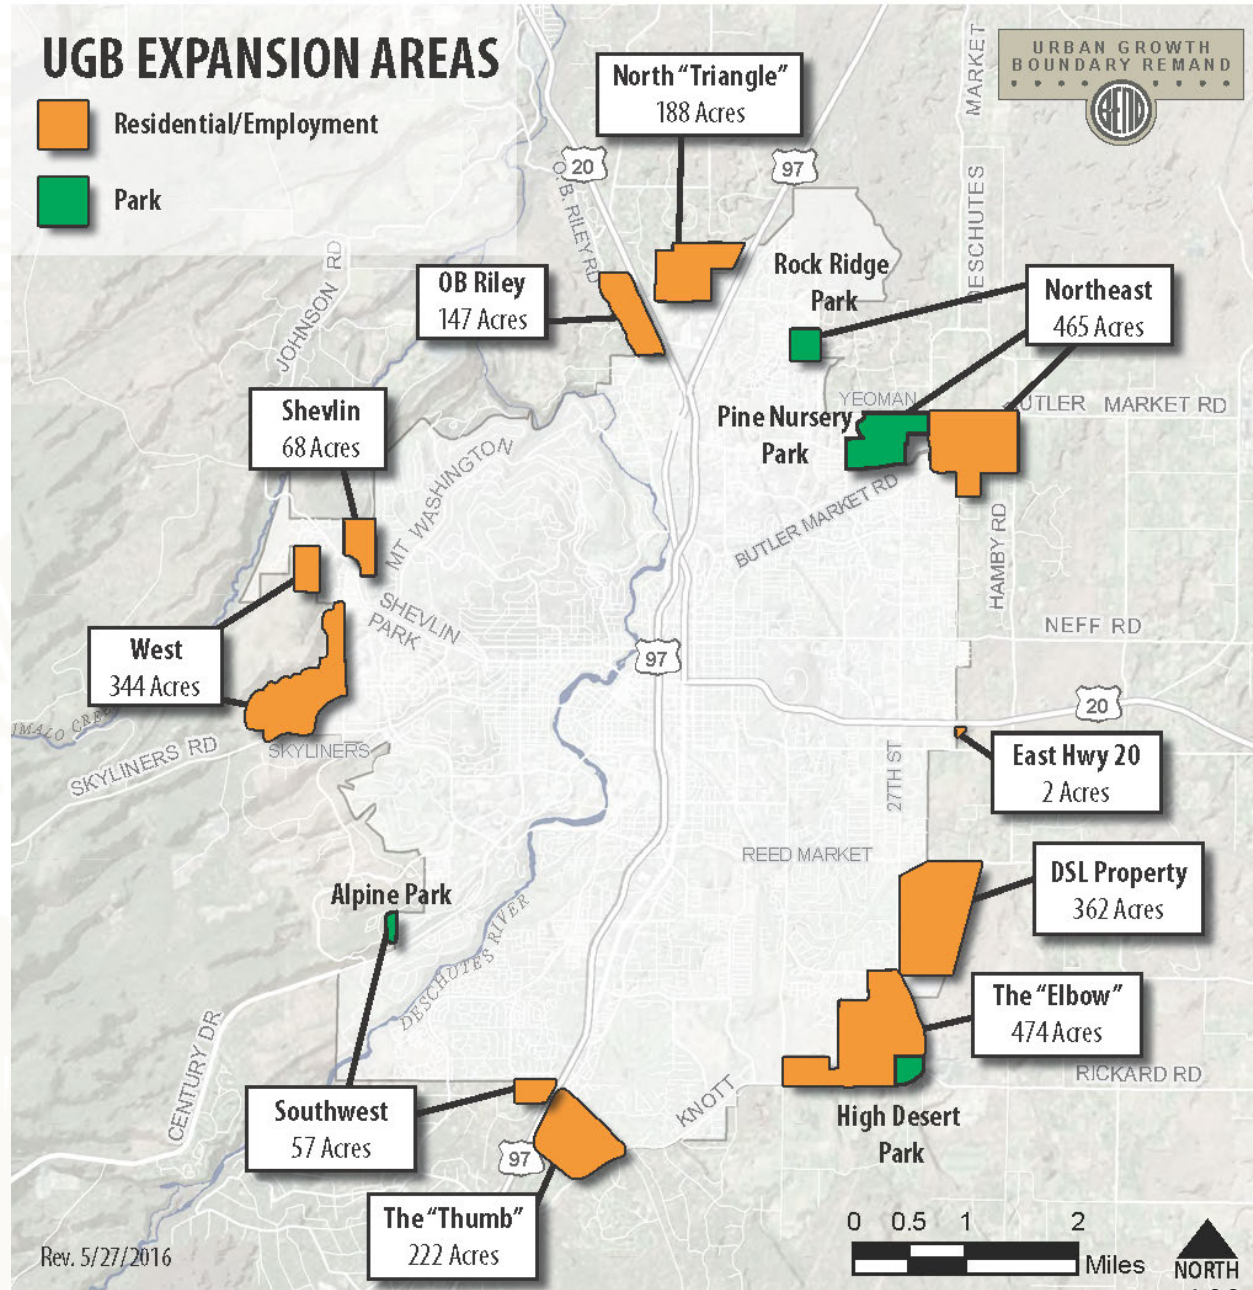 UGB EXPANSION AREAS
Residential/Employment
Park
URBAN GROWTH
BOUNDARY REMAND
BEND
North “Triangle”
188 Acres
MARKET
DESCHUTES
20
97
O. B. RILEY RD
JOHNSON RD
Rock Ridge
Park
OB Riley
147 Acres
Northeast
465 Acres
Shevlin
68 Acres
YEOMAN
UTLER MARKET RD
Pine Nursery
Park
MT WASHINGTON
BUTLER MARKET RD
HAMBY RD
SHEVLIN
PARK
NEFF RD
West
344 Acres
97
20
IMALO CREE
SKYLINERS RD
SKYLINERS
27TH ST
East Hwy 20
2 Acres
REED MARKET
DSL Property
362 Acres
Alpine Park
DESCHUTES RIVER
The “Elbow”
474 Acres
CENTURY DR
RICKARD RD
KNOTT
Southwest
57 Acres
High Desert
Park
97
The “Thumb”
222 Acres
0 0.5 1 2
Miles
NORTH
Rev. 5/27/2016